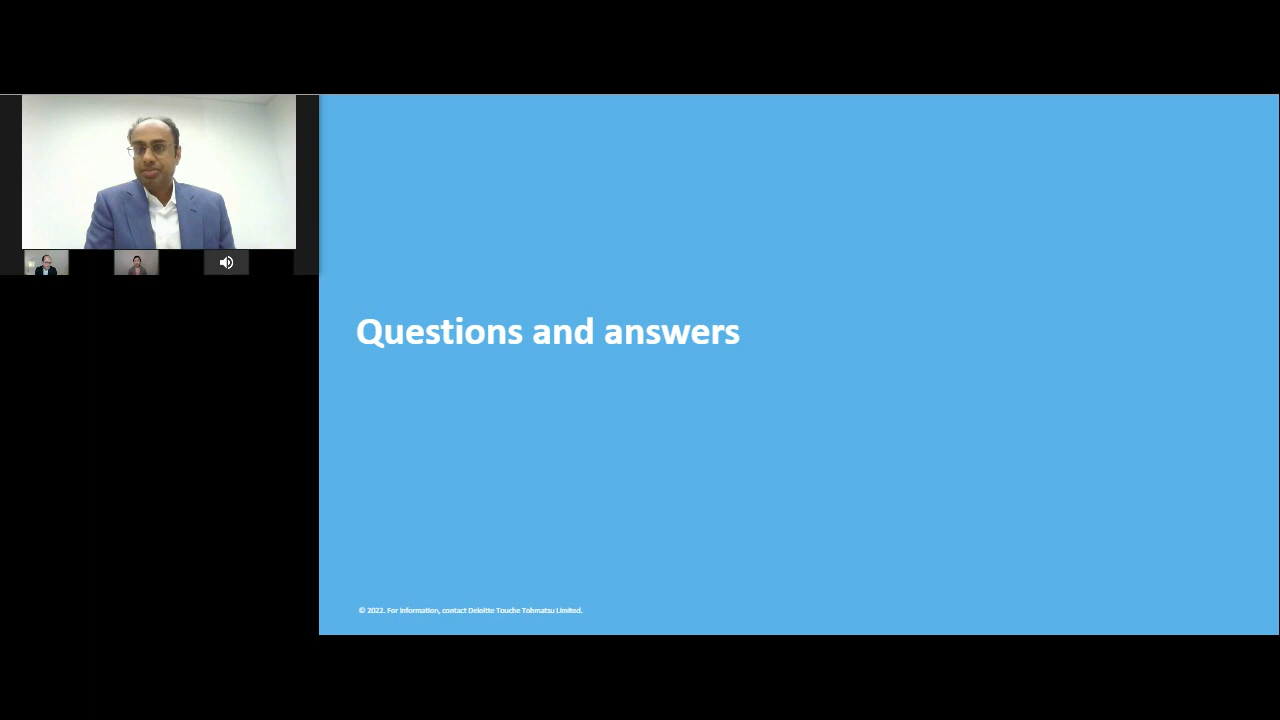 Questions and answers
© 2022. For information, contact Deloitte Touche Tohmatsu Limited.